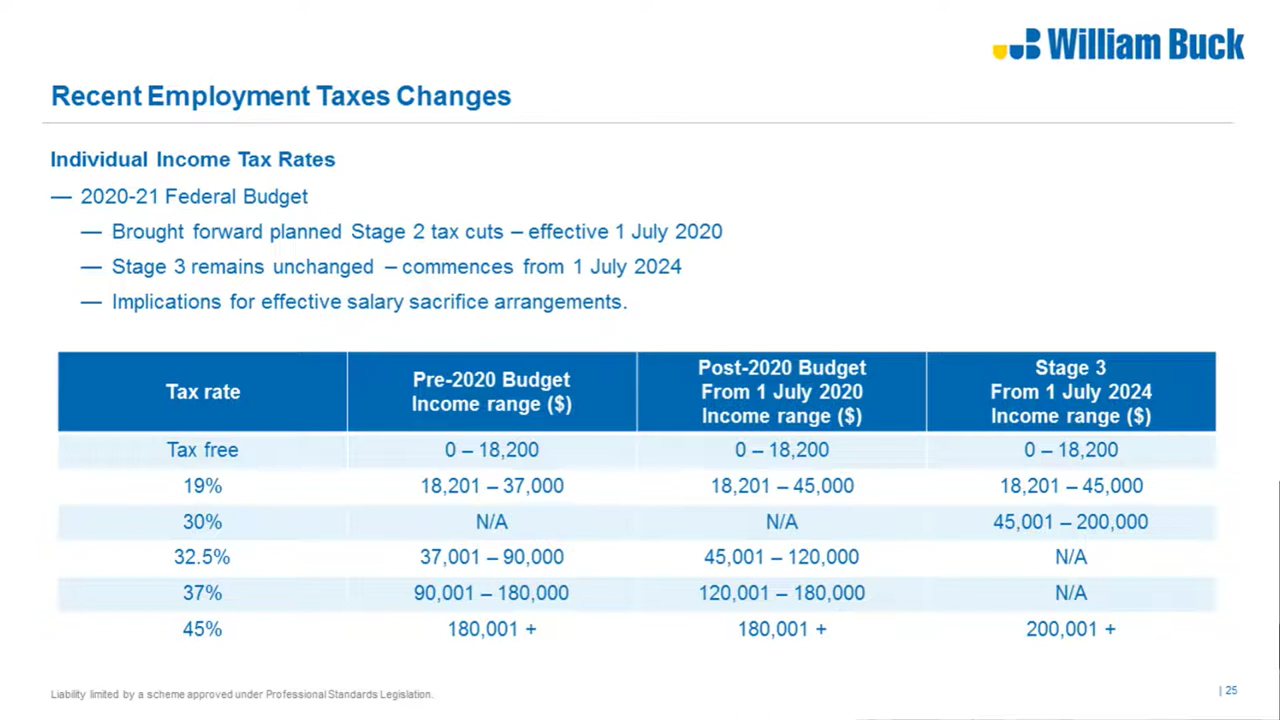 William Buck
Recent Employment Taxes Changes
Individual Income Tax Rates
— 2020-21 Federal Budget
— Brought forward planned Stage 2 tax cuts – effective 1 July 2020
— Stage 3 remains unchanged – commences from 1 July 2024
— Implications for effective salary sacrifice arrangements.
Tax rate
Pre-2020 Budget
Income range ($)
Post-2020 Budget
From 1 July 2020
Income range ($)
Stage 3
From 1 July 2024
Income range ($)
Tax free 0 – 18,200 0 – 18,200 0 – 18,200
19% 18,201 – 37,000 18,201 – 45,000 18,201 – 45,000
30% N/A N/A 45,001 – 200,000
32.5% 37,001 – 90,000 45,001 – 120,000 N/A
37% 90,001 – 180,000 120,001 – 180,000 N/A
45% 180,001 + 180,001 + 200,001 +
Liability limited by a scheme approved under Professional Standards Legislation.
| 25